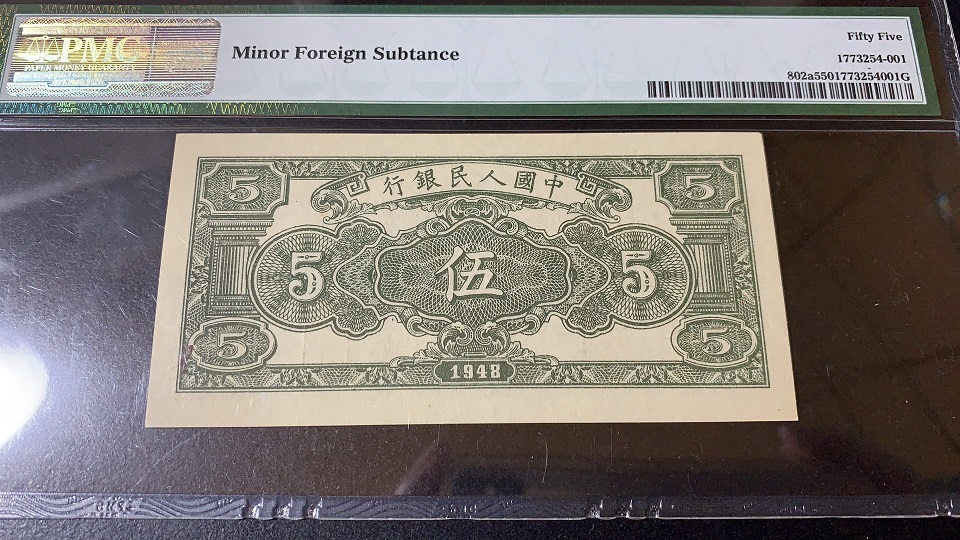 PMG
PAPER MONEY GUARANTY
Minor Foreign Subtance
Fifty Five
1773254-001
802a5501773254001G
行銀民人國中
5 5
5 伍 5
5 5
1948